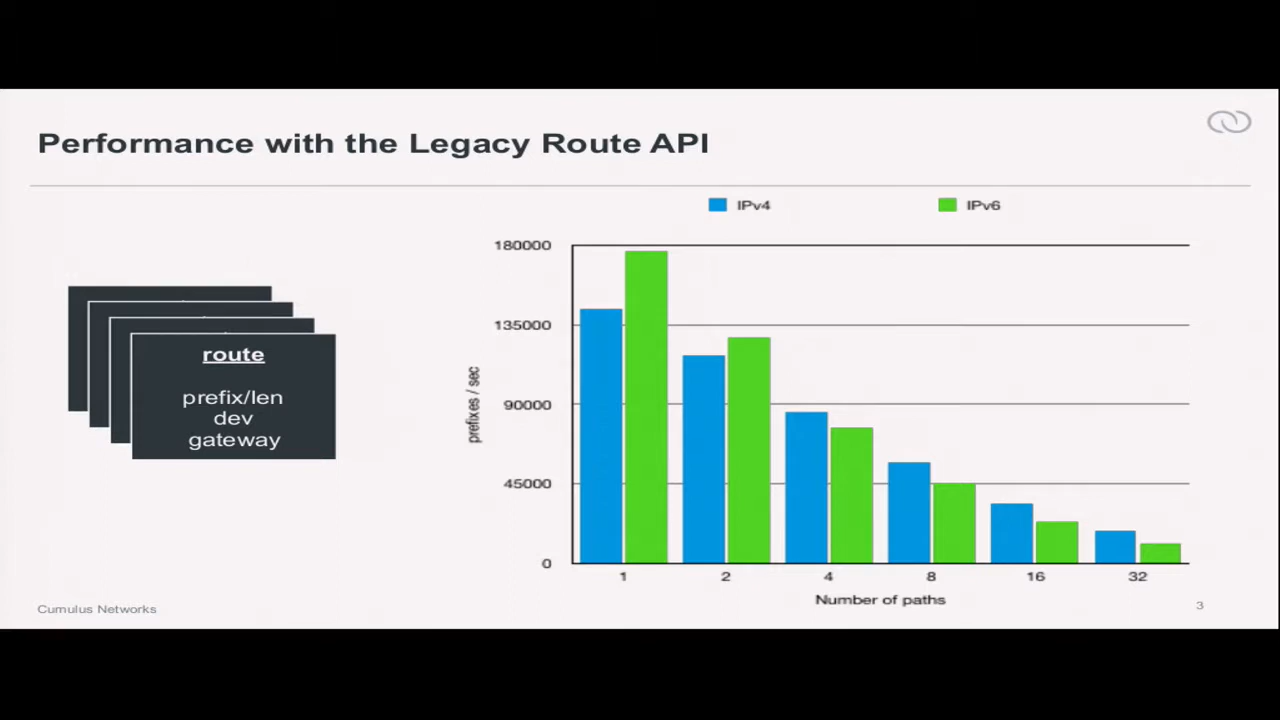 Performance with the Legacy Route API
route
prefix/len
dev
gateway
IPv4
IPv6
180000
135000
90000
45000
0
prefixes / sec
1
2
4
8
16
32
Number of paths
Cumulus Networks
3